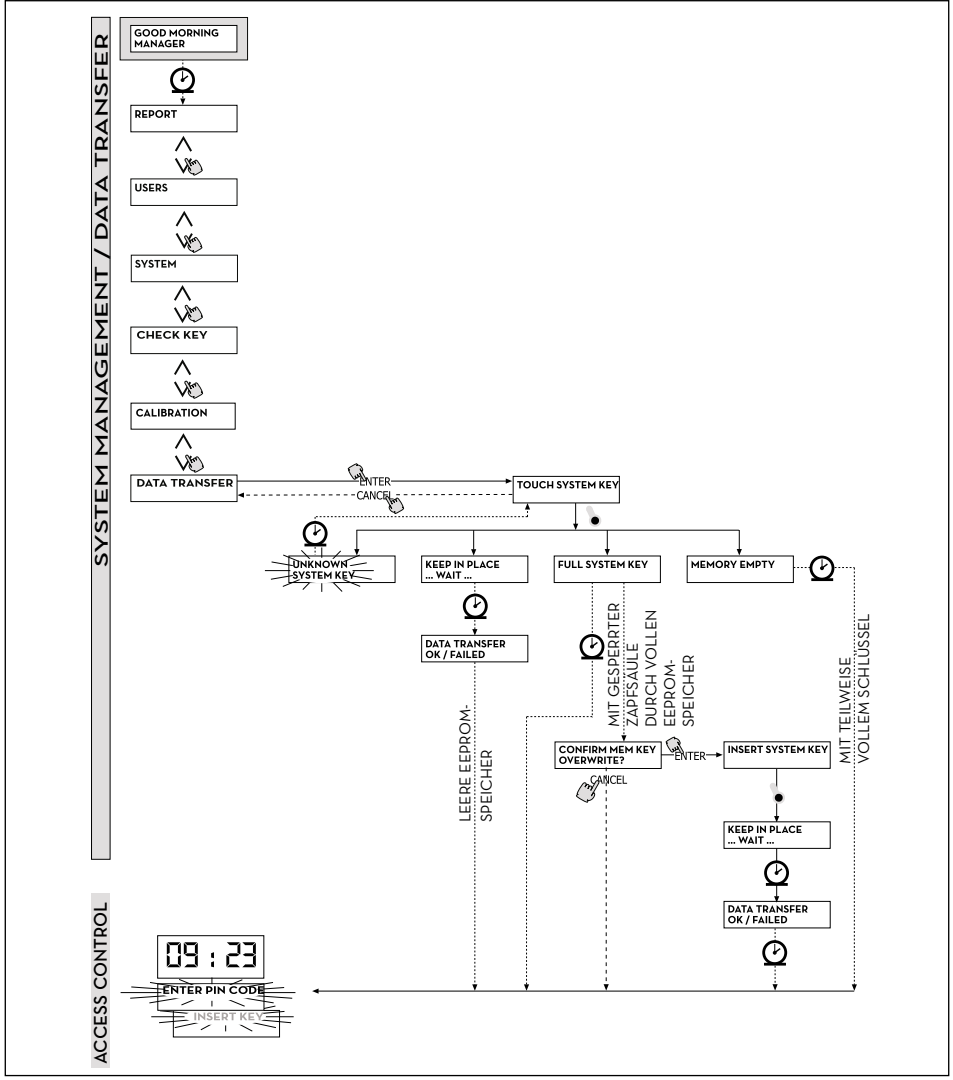 SYSTEM MANAGEMENT / DATA TRANSFER
GOOD MORNING
MANAGER
REPORT
USERS
SYSTEM
CHECK KEY
CALIBRATION
DATA TRANSFER
ENTER
CANCEL
TOUCH SYSTEM KEY
UNKNOWN
SYSTEM KEY
KEEP IN PLACE
... WAIT ...
FULL SYSTEM KEY
MEMORY EMPTY
DATA TRANSFER
OK / FAILED
MIT GESPERRTER
ZAPFSÄULE
DURCH VOLLEN
EEPROM-
SPEICHER
MIT TEILWEISE
VOLLEM SCHLÜSSEL
LEERE EEPROM-
SPEICHER
CONFIRM MEM KEY
OVERWRITE?
ENTER
INSERT SYSTEM KEY
CANCEL
KEEP IN PLACE
... WAIT ...
DATA TRANSFER
OK / FAILED
ACCESS CONTROL
09:23
ENTER PIN CODE
INSERT KEY